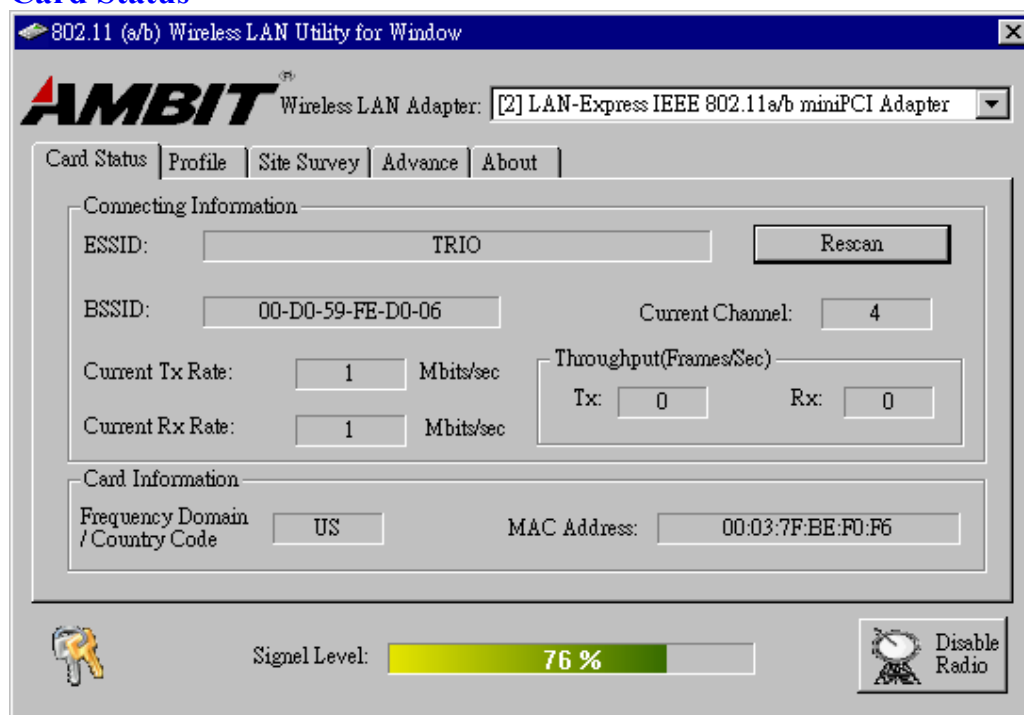 Card Status
802.11 (a/b) Wireless LAN Utility for Window
AMBIT ®
Wireless LAN Adapter: [2] LAN-Express IEEE 802.11a/b miniPCI Adapter
Card Status Profile Site Survey Advance About
Connecting Information
ESSID: TRIO Rescan
BSSID: 00-D0-59-FE-D0-06 Current Channel: 4
Current Tx Rate: 1 Mbits/sec
Throughput(Frames/Sec)
Tx: 0 Rx: 0
Current Rx Rate: 1 Mbits/sec
Card Information
Frequency Domain
/ Country Code
US
MAC Address: 00:03:7F:BE:F0:F6
Signel Level: 76 %
Disable
Radio